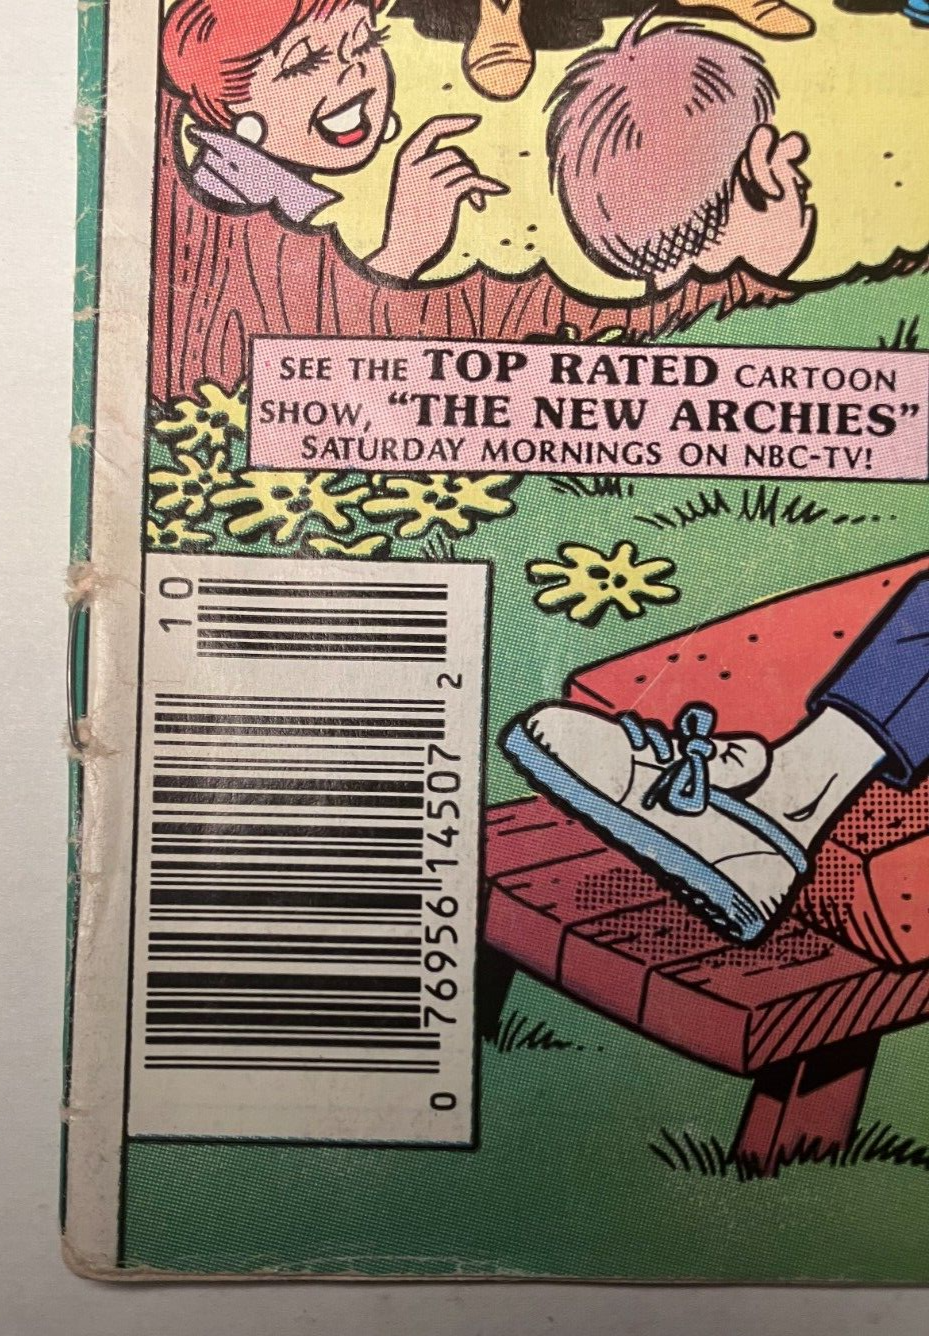 SEE THE TOP RATED CARTOON
SHOW, "THE NEW ARCHIES"
SATURDAY MORNINGS ON NBC-TV!
10
0 76956 14507 2